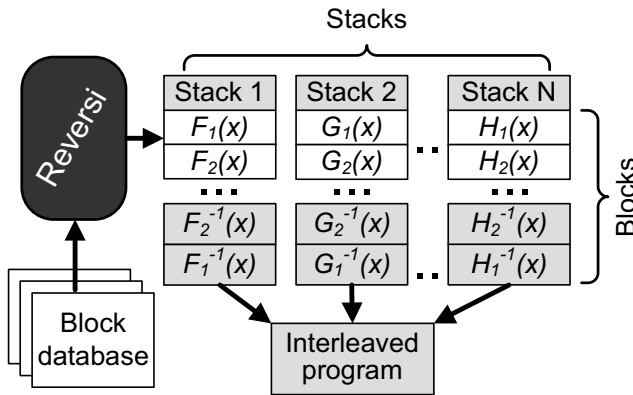 Stacks
Reversi
Stack 1 Stack 2 Stack N
F₁(x) G₁(x) H₁(x)
F₂(x) G₂(x) .. H₂(x)
... ... ...
F₂⁻¹(x) G₂⁻¹(x) H₂⁻¹(x)
F₁⁻¹(x) G₁⁻¹(x) .. H₁⁻¹(x)
Blocks
Block
database
Interleaved
program